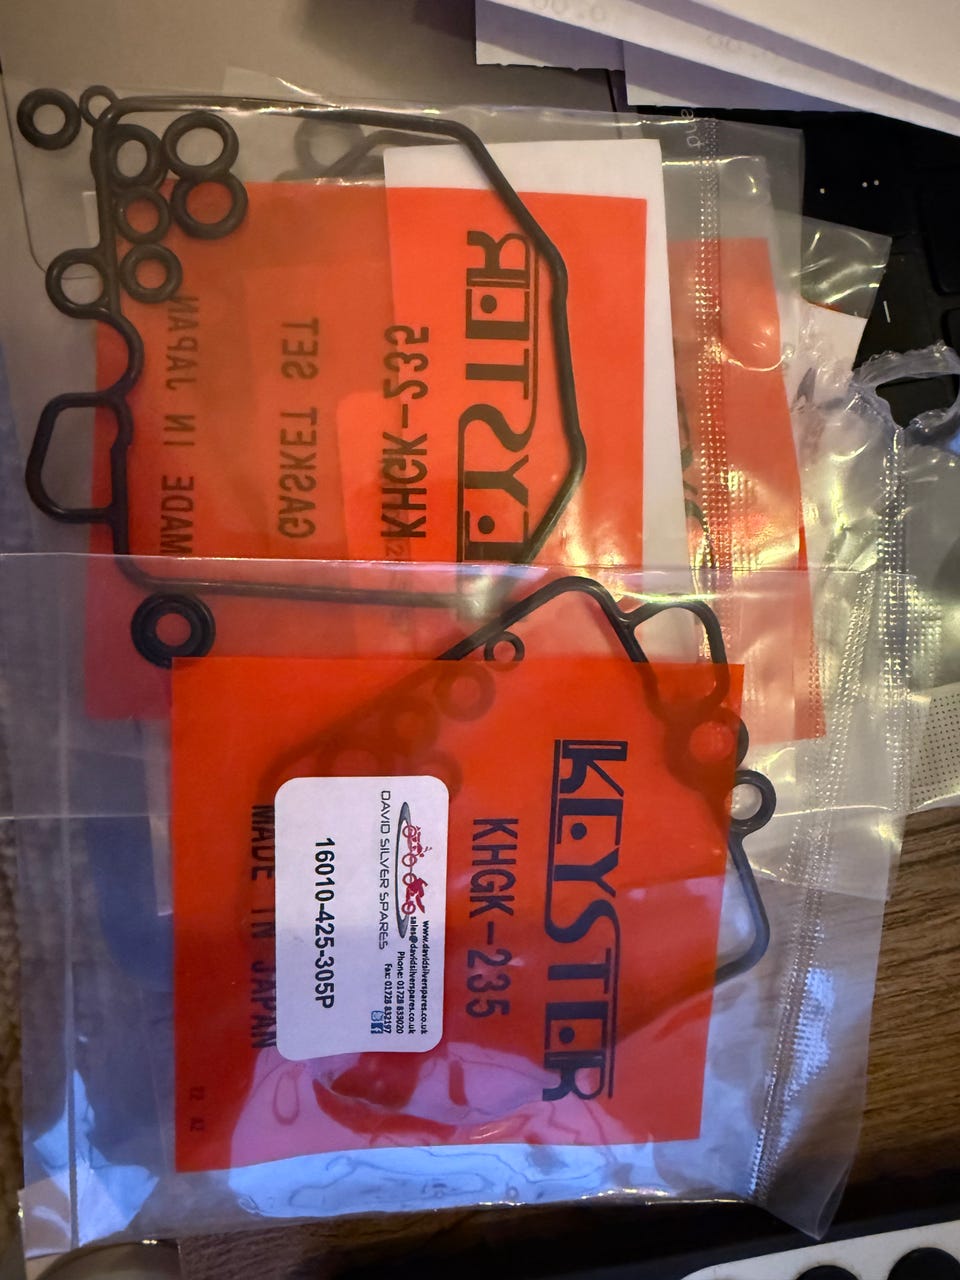 KEYSTER
KHGK-235
GASKET SET
MADE IN JAPAN
KEYSTER
KHGK-235
MADE IN JAPAN
www.davidsilverspares.co.uk
sales@davidsilverspares.co.uk
Phone: 01728 833020
Fax: 01728 832197
DAVID SILVER SPARES
16010-425-305P